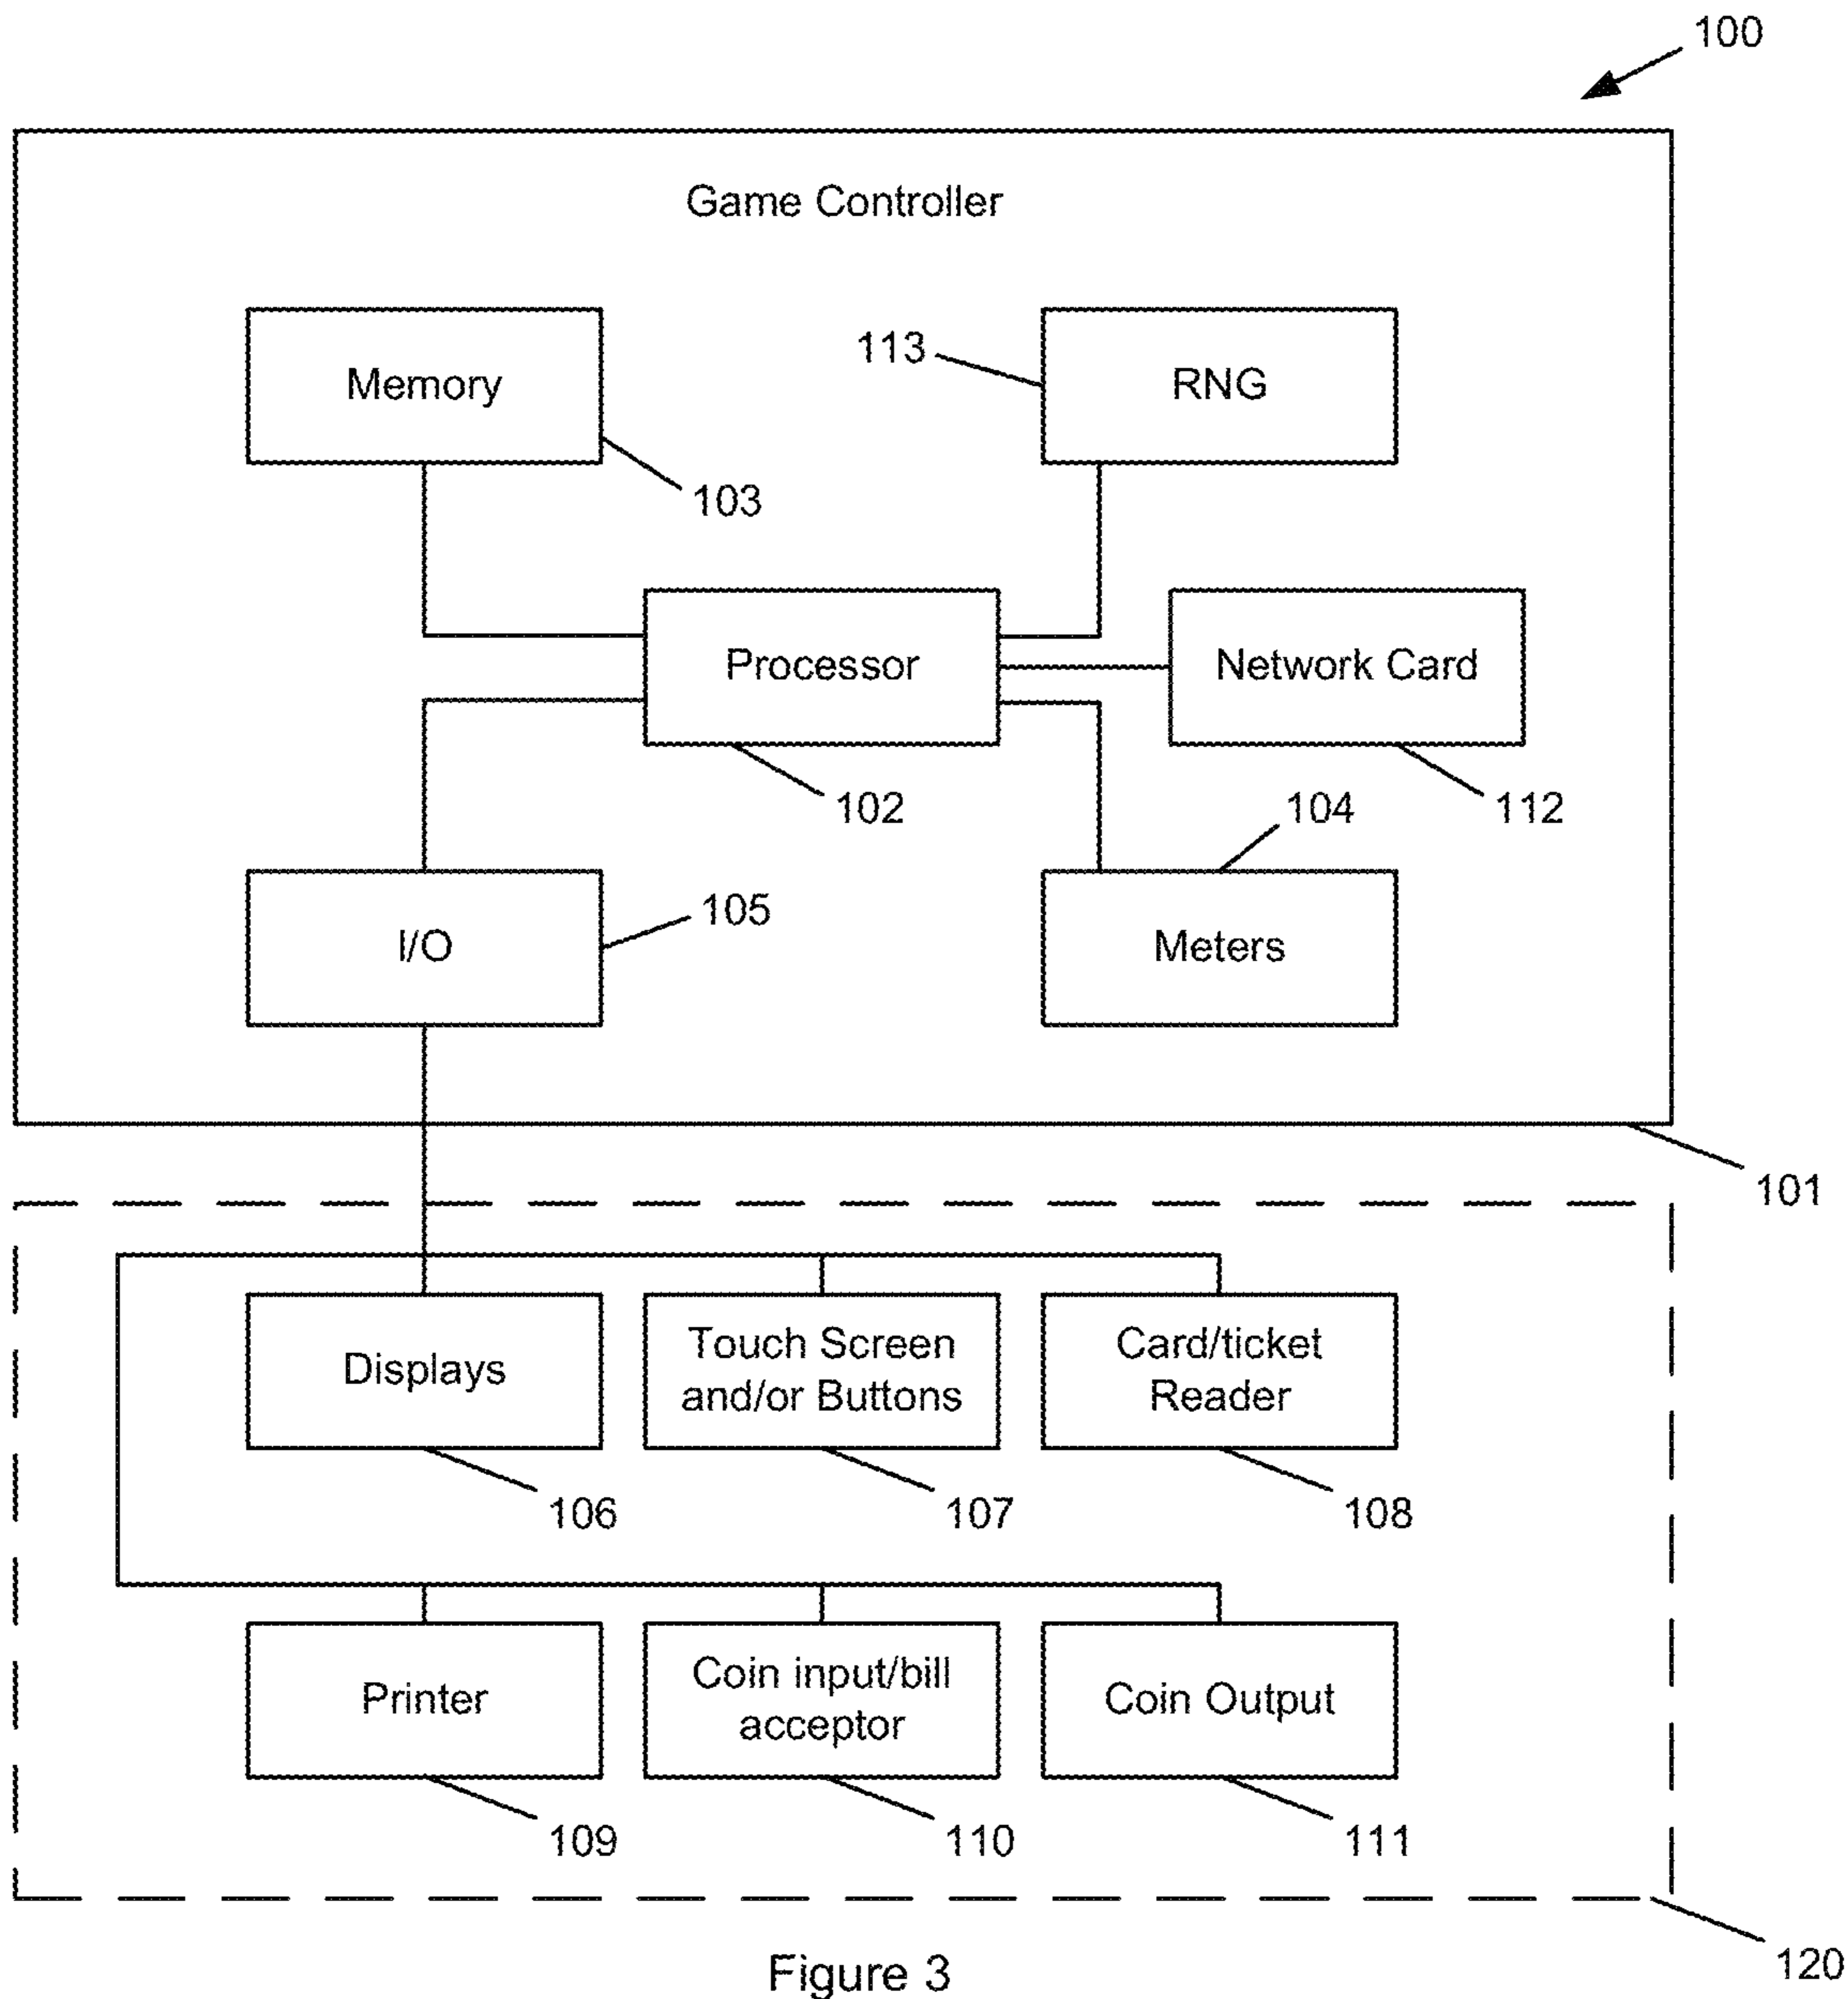 100
Game Controller
Memory
113
RNG
103
Processor
Network Card
102
104
112
I/O
105
Meters
101
Displays
Touch Screen
and/or Buttons
Card/ticket
Reader
106
107
108
Printer
Coin input/bill
acceptor
Coin Output
109
110
111
120
Figure 3